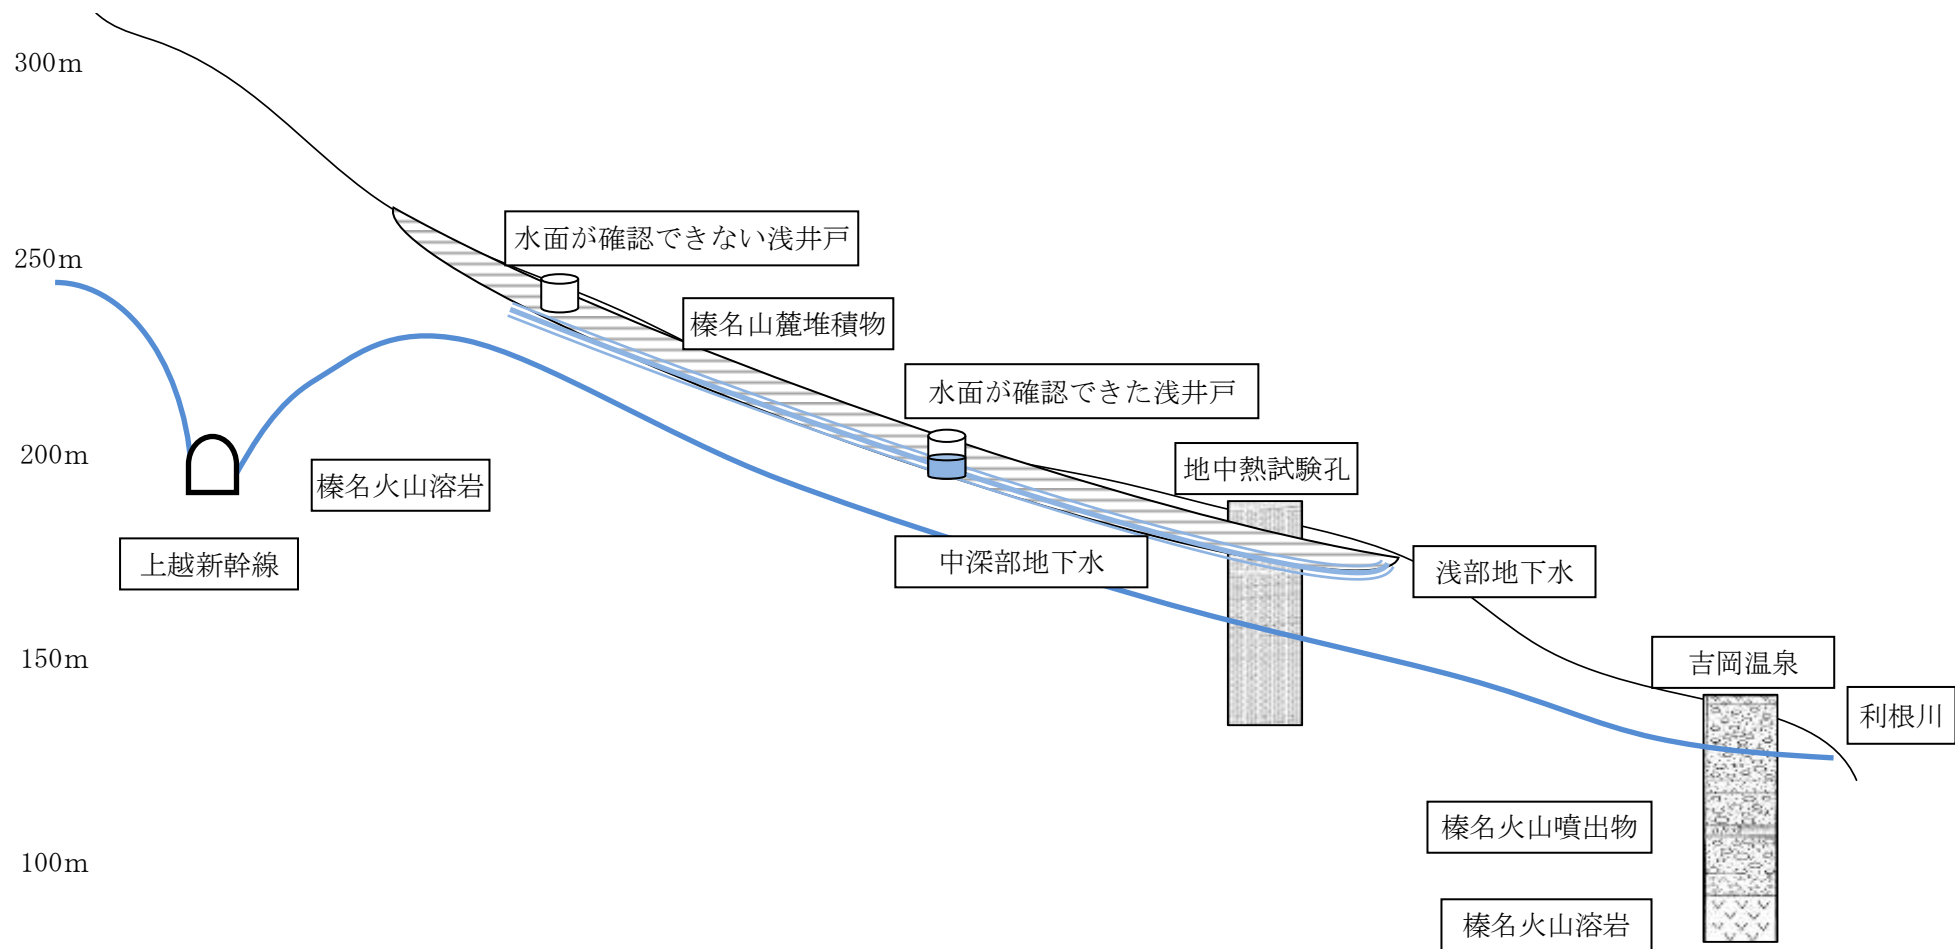 300m
水面が確認できない浅井戸
250m
榛名山麓堆積物
水面が確認できた浅井戸
200m
地中熱試験孔
榛名火山溶岩
上越新幹線
中深部地下水
浅部地下水
150m
吉岡温泉
利根川
榛名火山噴出物
100m
榛名火山溶岩